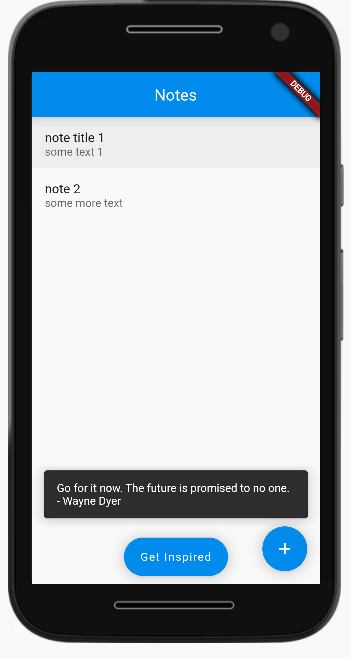 Notes
DEBUG
note title 1
some text 1
note 2
some more text
Go for it now. The future is promised to no one.
- Wayne Dyer
Get Inspired
+